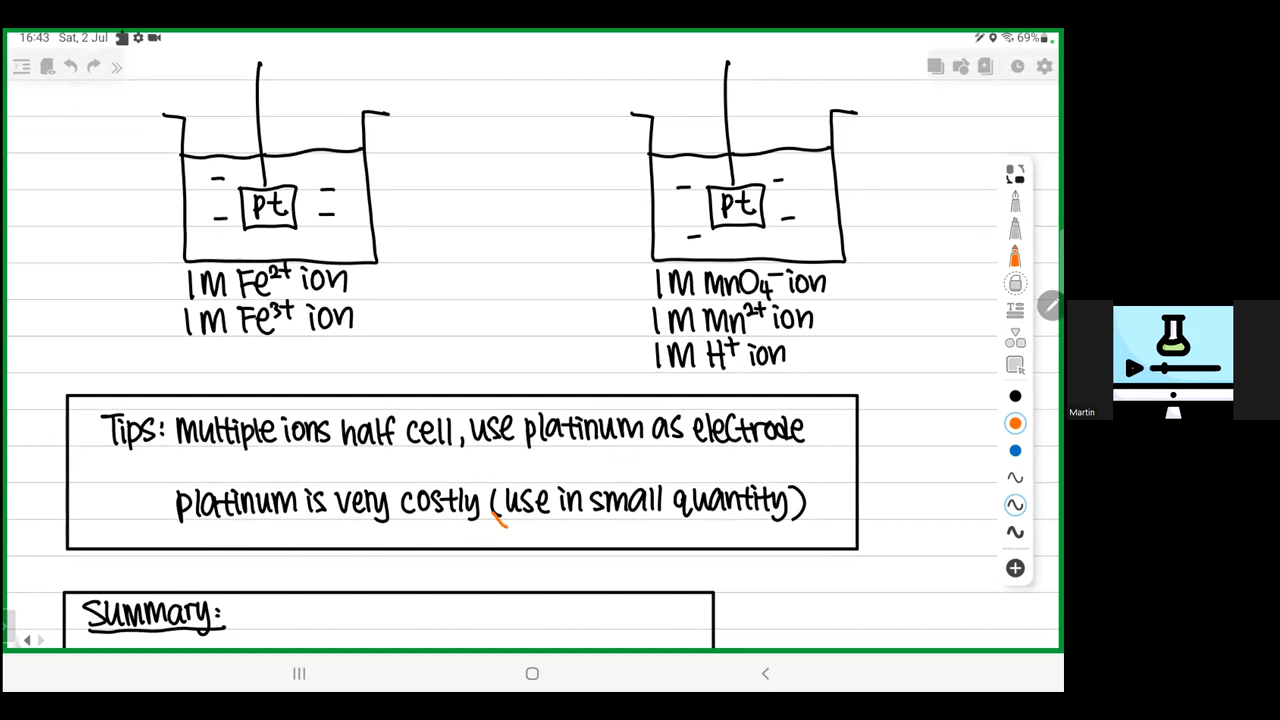 16:43 Sat, 2 Jul
69%
pt
pt
1M Fe²⁺ ion
1M Fe³⁺ ion
1M MnO₄⁻ ion
1M Mn²⁺ ion
1M H⁺ ion
Tips: multiple ions half cell, use platinum as electrode
platinum is very costly (use in small quantity)
Summary:
Martin